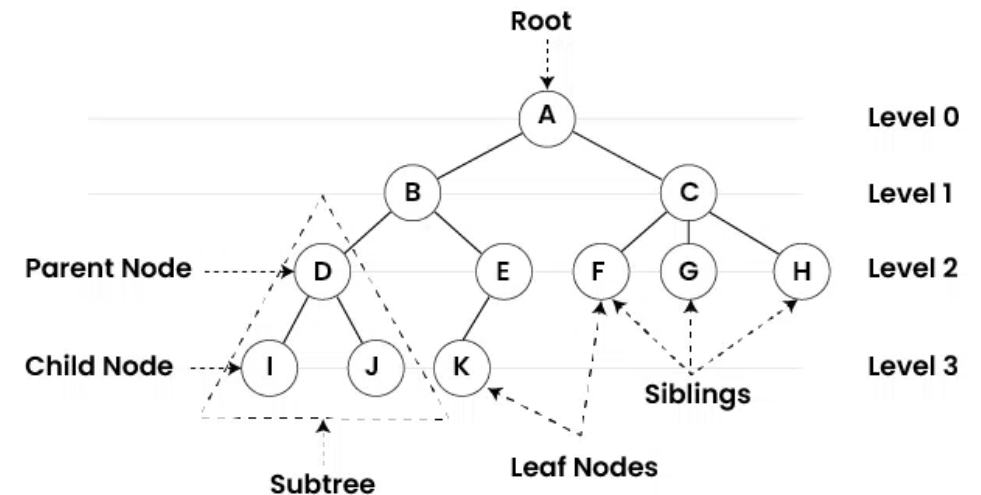 Root
A
Level 0
B
C
Level 1
Parent Node
D
E
F
G
H
Level 2
Child Node
I
J
K
Level 3
Siblings
Leaf Nodes
Subtree